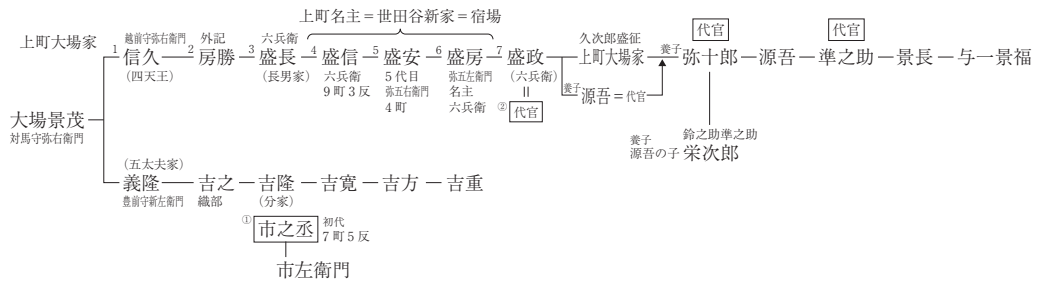 上町名主＝世田谷新家＝宿場
上町大場家
越前守弥右衛門 外記 六兵衛 久次郎盛征 代官 代官
1 信久 2 房勝 3 盛長 4 盛信 5 盛安 6 盛房 7 盛政 上町大場家 養子 弥十郎 源吾 準之助 景長 与一景福
(四天王) (長男家) 六兵衛 5代目 弥五左衛門 (六兵衛)
9町3反 弥五右衛門 名主 ＝ 養子 源吾＝代官
4町 六兵衛 ② 代官
大場景茂
対馬守弥右衛門
鈴之助準之助
養子
源吾の子 栄次郎
(五太夫家)
義隆 吉之 吉隆 吉寛 吉方 吉重
豊前守新左衛門 織部 (分家)
① 市之丞 初代
7町5反
市左衛門